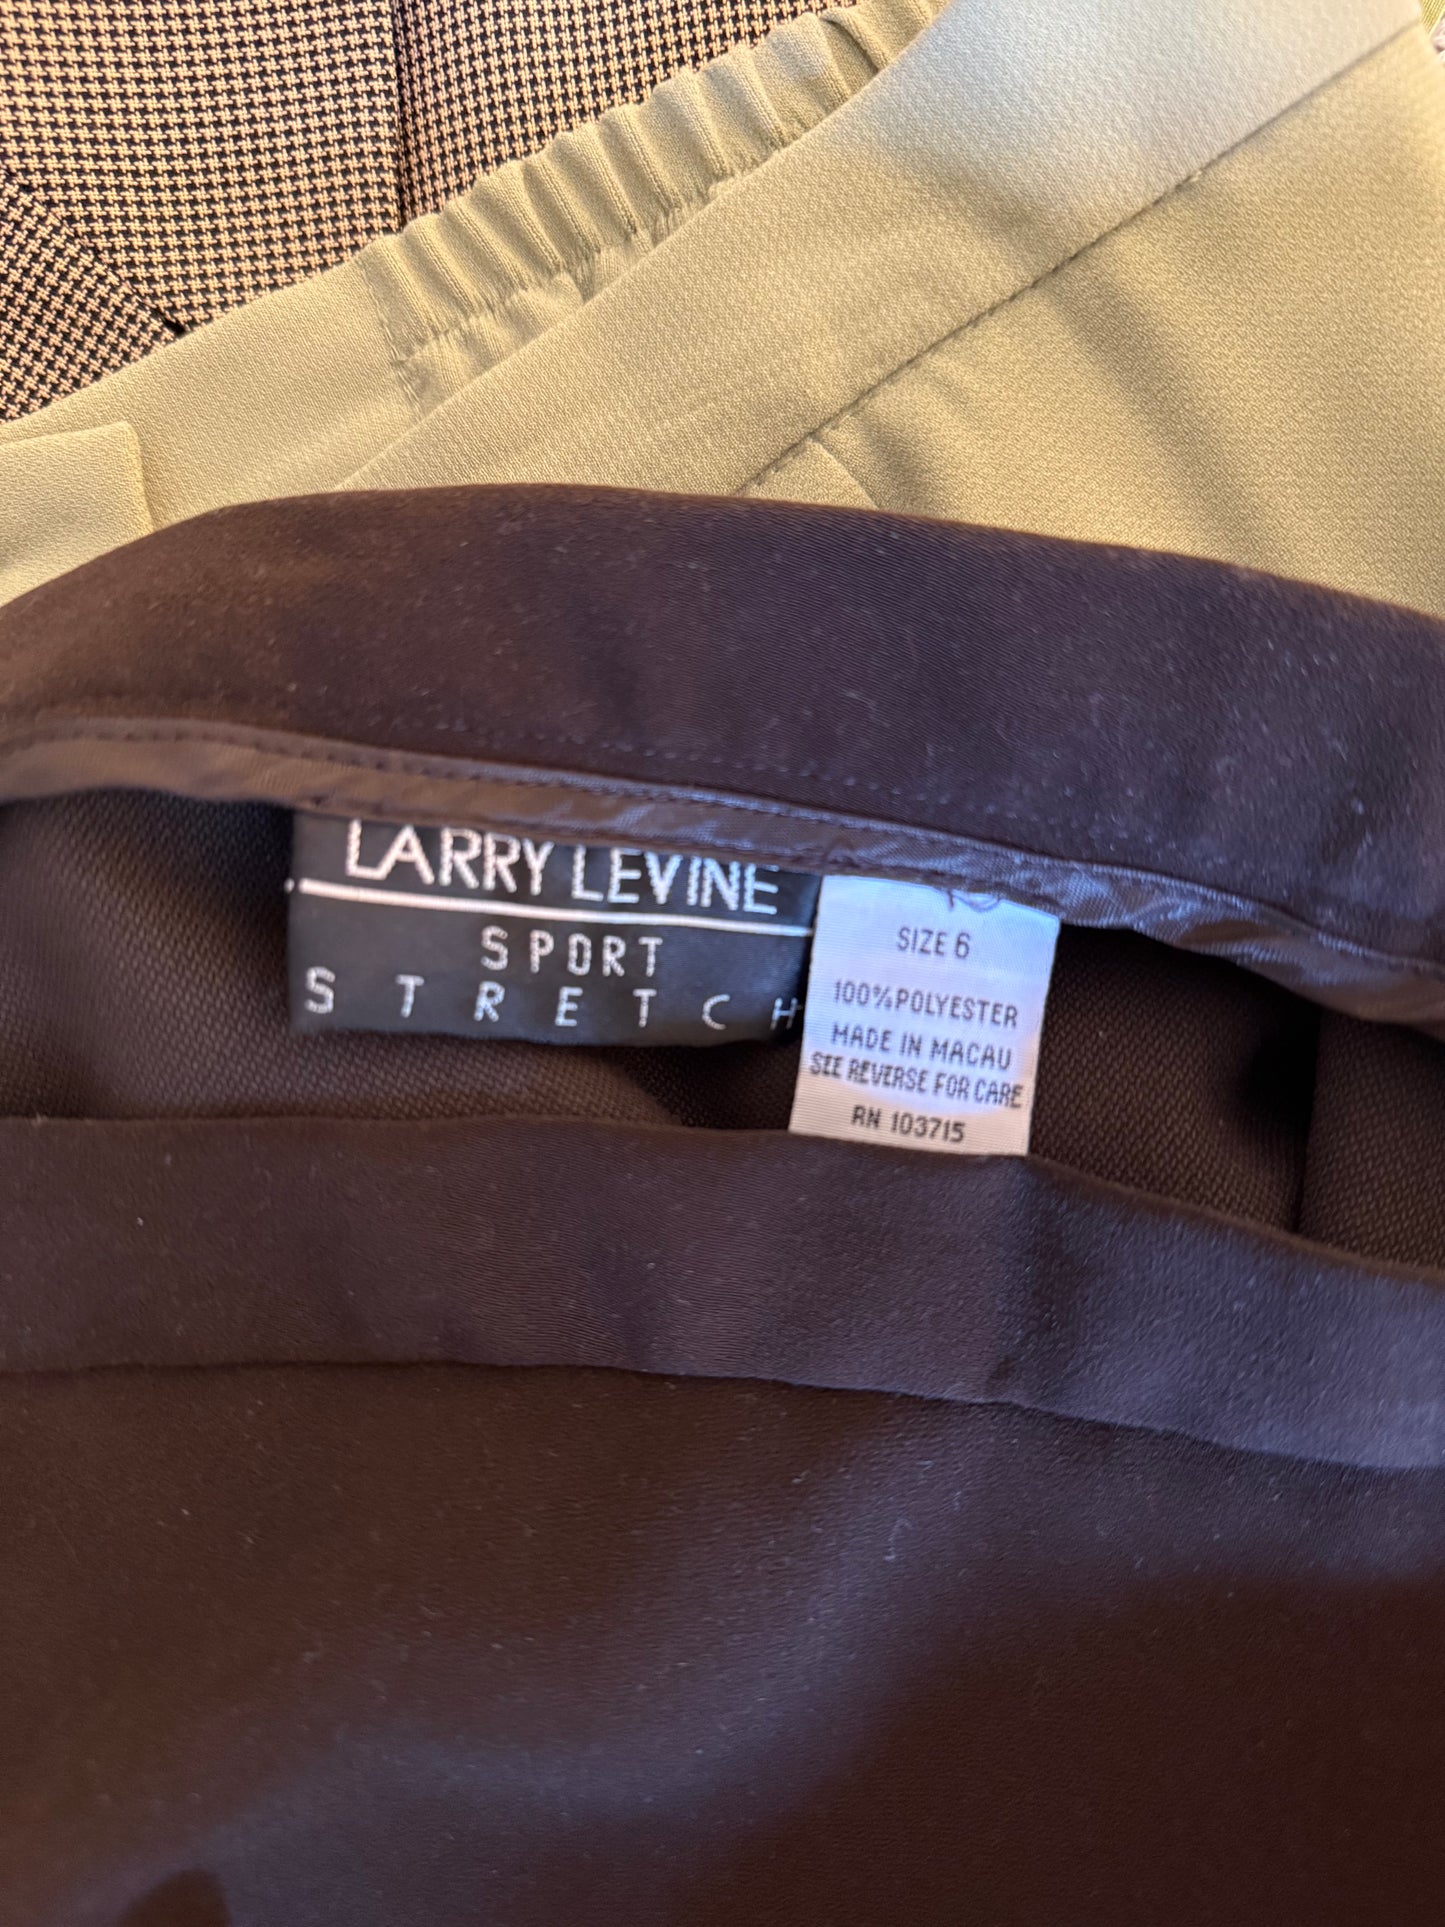 LARRY LEVINE
SPORT
STRETCH
SIZE 6
100%POLYESTER
MADE IN MACAU
SEE REVERSE FOR CARE
RN 103715